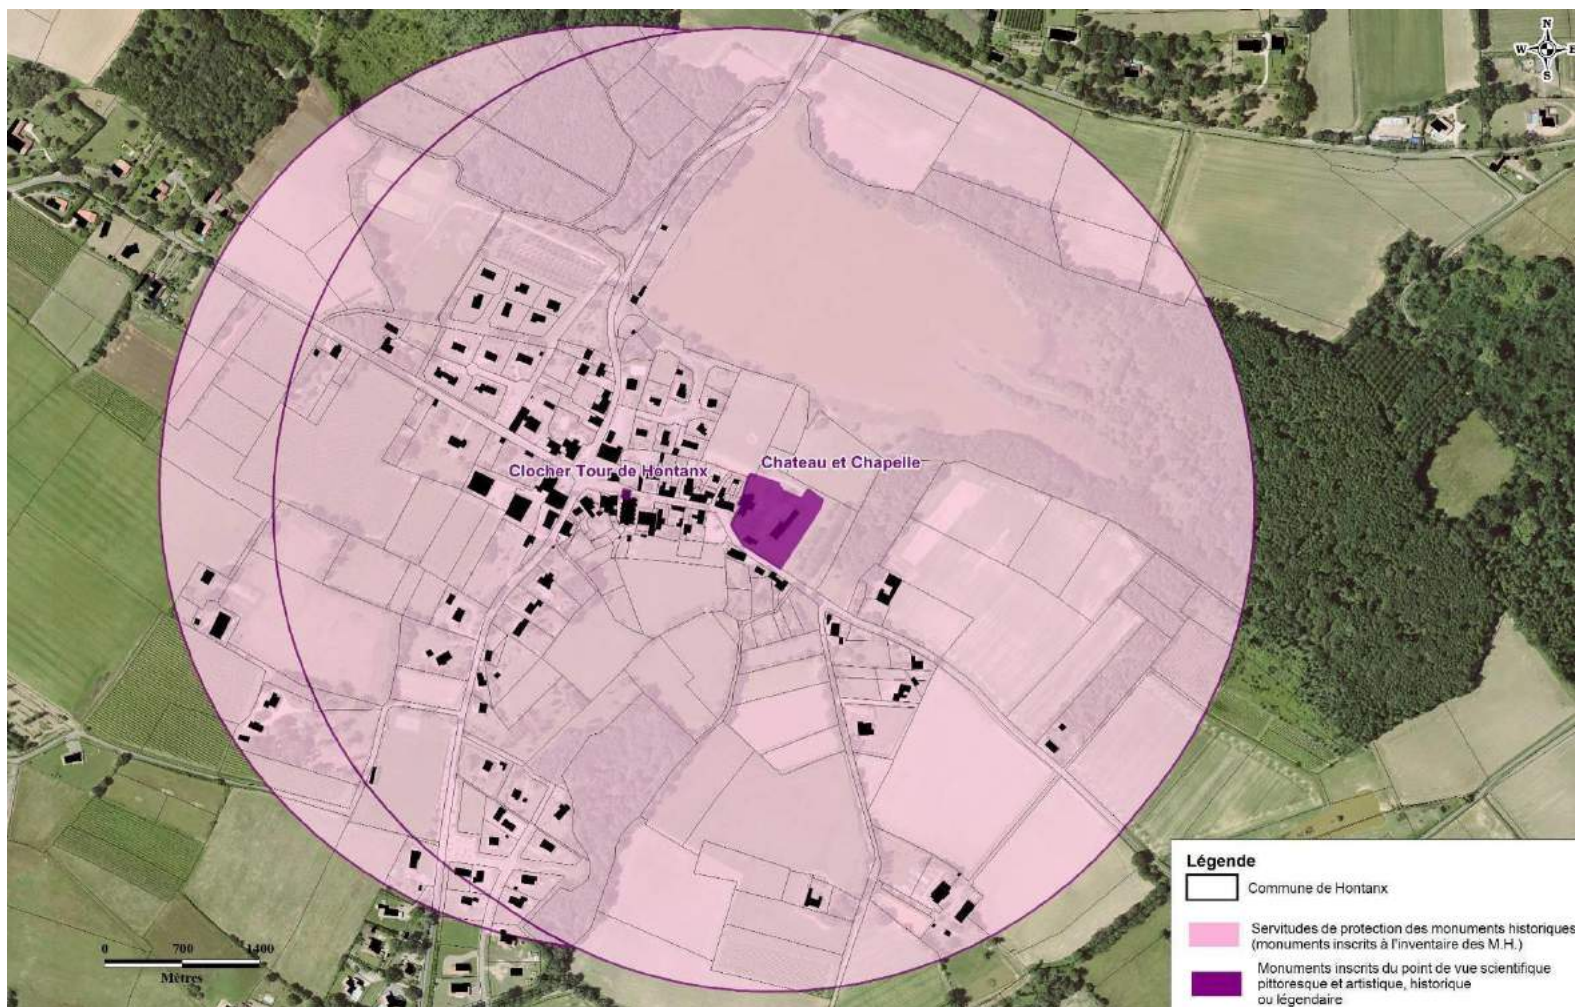 N
W E
S
Clocher Tour de Hontanx
Chateau et Chapelle
0 700 1400
Mètres
Légende
Commune de Hontanx
Servitudes de protection des monuments historiques
(monuments inscrits à l'inventaire des M.H.)
Monuments inscrits du point de vue scientifique
pittoresque et artistique, historique
ou légendaire